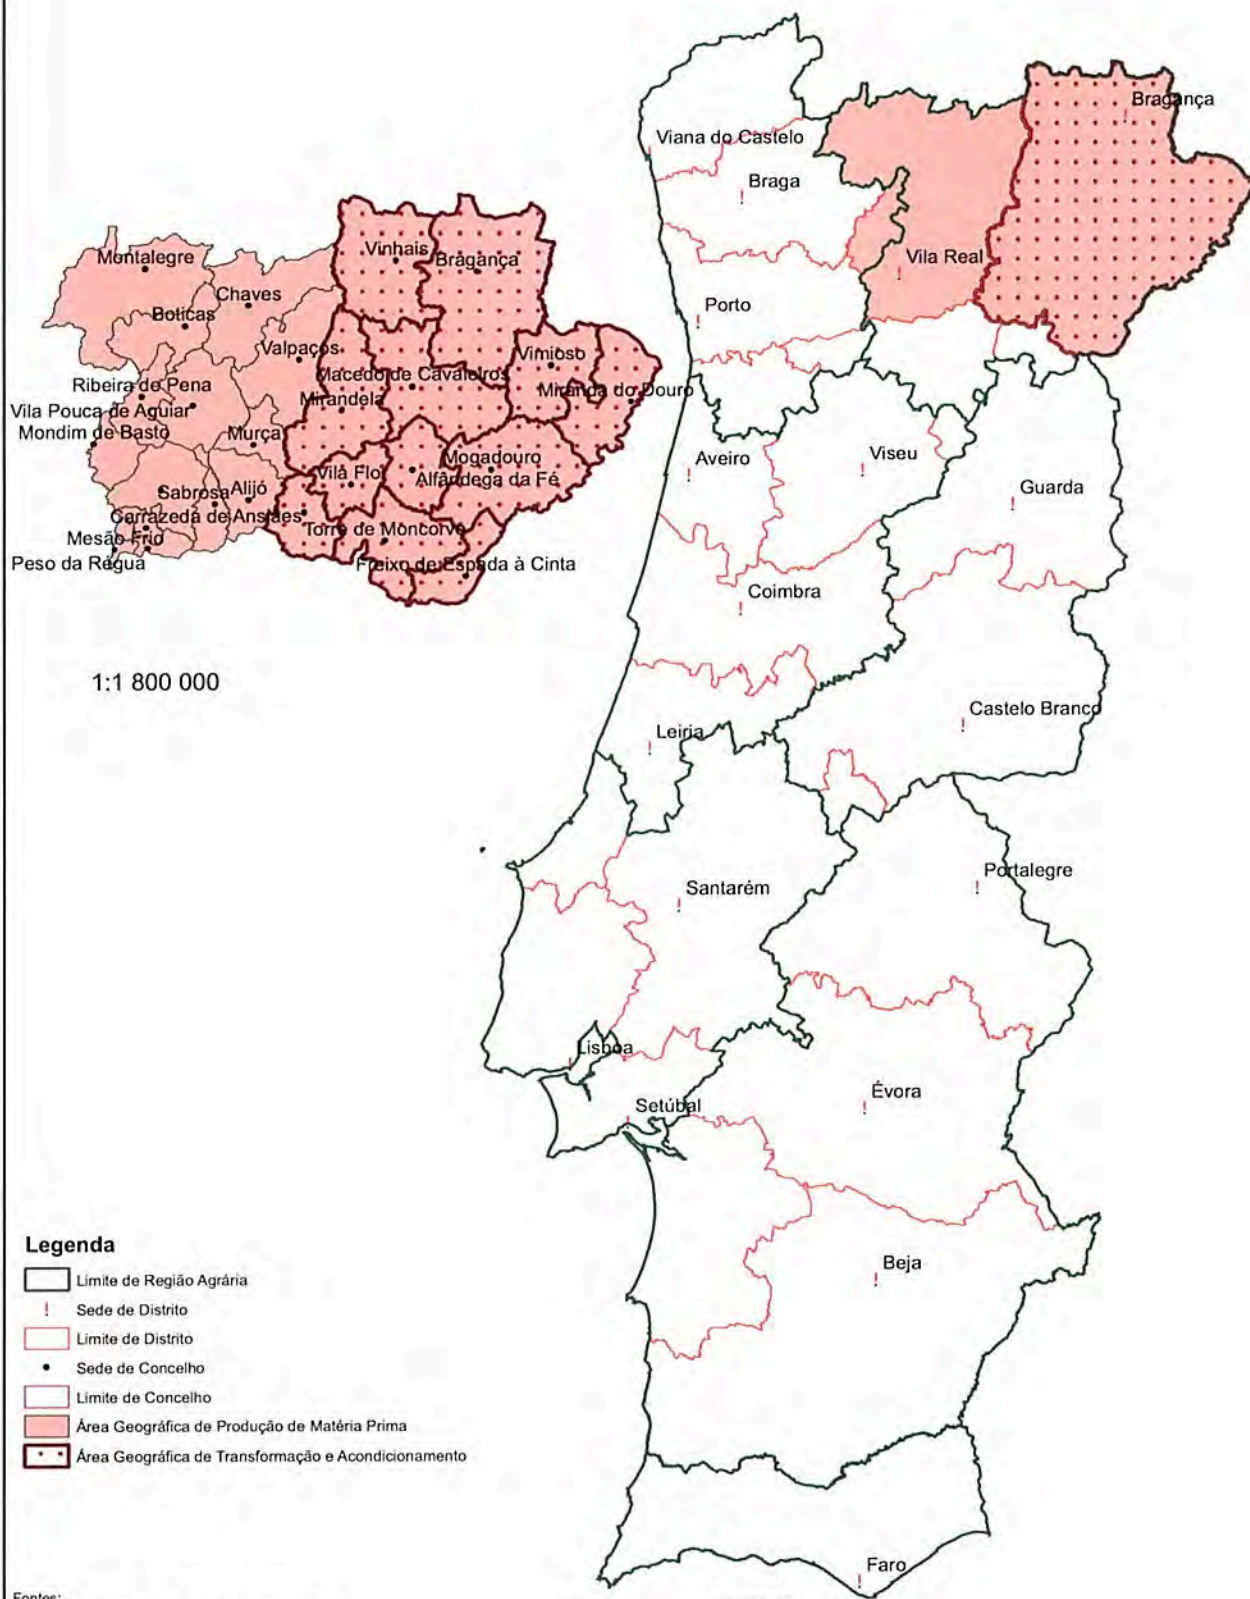 Viana do Castelo
Braga
Bragança
Vila Real
Porto
Aveiro
Viseu
Guarda
Coimbra
Castelo Branco
Leiria
Santarém
Portalegre
Lisboa
Setúbal
Évora
Beja
Faro
Montalegre
Vinhais
Bragança
Chaves
Boticas
Valpaços
Vimioso
Macedo de Cavaleiros
Ribeira de Pena
Mirandela
Miranda do Douro
Vila Pouca de Aguiar
Mondim de Basto
Murça
Mogadouro
Vila Flo
Alfândega da Fé
Sabrosa
Alijó
Carrazeda de Ansiães
Torre de Moncorvo
Mesão Frio
Peso da Régua
Freixo de Espada à Cinta
1:1 800 000
Legenda
Limite de Região Agrária
! Sede de Distrito
Limite de Distrito
• Sede de Concelho
Limite de Concelho
Área Geográfica de Produção de Matéria Prima
Área Geográfica de Transformação e Acondicionamento
Fontes: